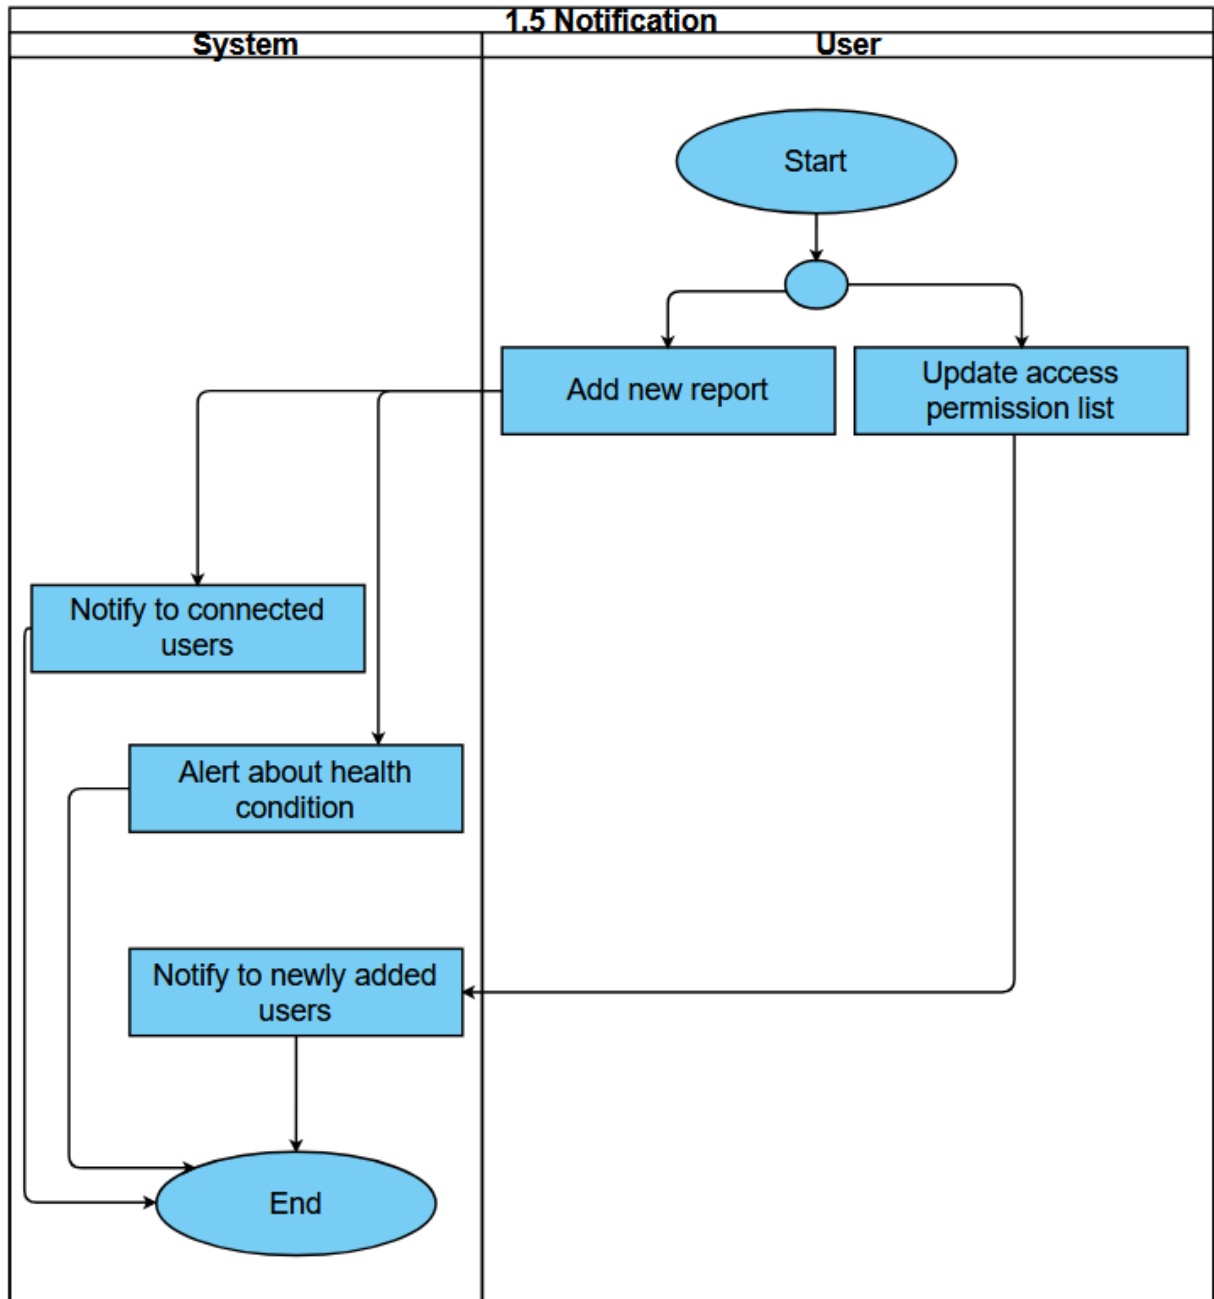 1.5 Notification
System
User
Start
Add new report
Update access
permission list
Notify to connected
users
Alert about health
condition
Notify to newly added
users
End